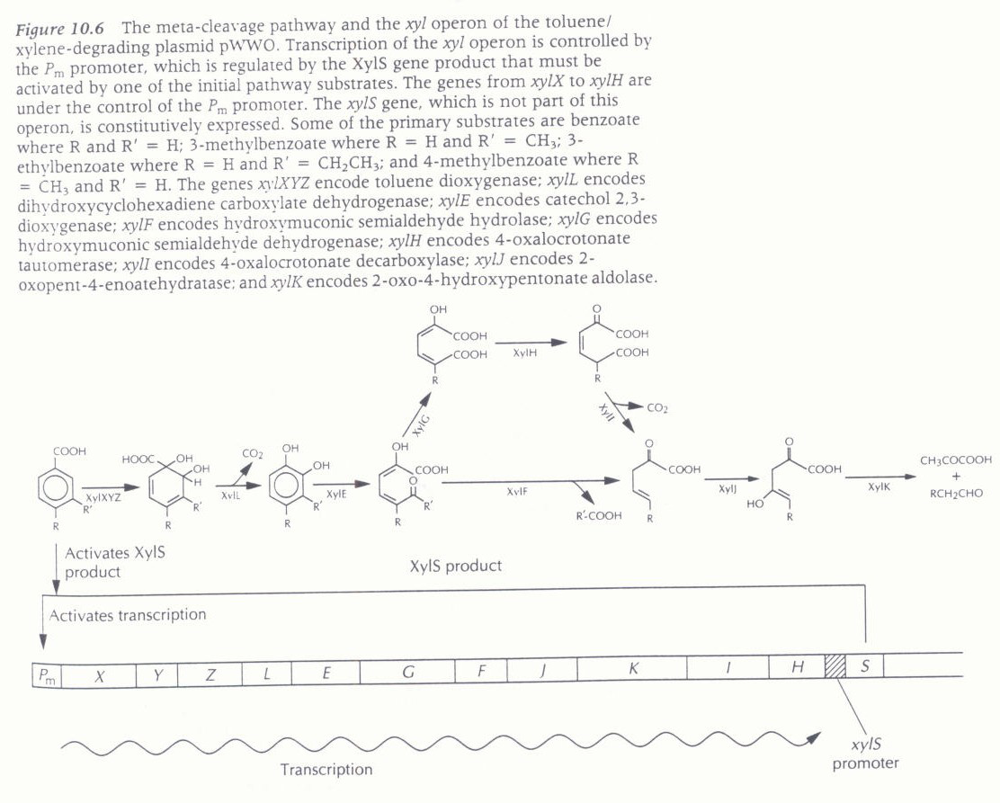 Figure 10.6 The meta-cleavage pathway and the xyl operon of the toluene/
xylene-degrading plasmid pWWO. Transcription of the xyl operon is controlled by
the Pm promoter, which is regulated by the XylS gene product that must be
activated by one of the initial pathway substrates. The genes from xylX to xylH are
under the control of the Pm promoter. The xylS gene, which is not part of this
operon, is constitutively expressed. Some of the primary substrates are benzoate
where R and R′ = H; 3-methylbenzoate where R = H and R′ = CH₃; 3-
ethylbenzoate where R = H and R′ = CH₂CH₃; and 4-methylbenzoate where R
= CH₃ and R′ = H. The genes xylXYZ encode toluene dioxygenase; xylL encodes
dihydroxycyclohexadiene carboxylate dehydrogenase; xylE encodes catechol 2,3-
dioxygenase; xylF encodes hydroxymuconic semialdehyde hydrolase; xylG encodes
hydroxymuconic semialdehyde dehydrogenase; xylH encodes 4-oxalocrotonate
tautomerase; xylI encodes 4-oxalocrotonate decarboxylase; xylJ encodes 2-
oxopent-4-enoatehydratase; and xylK encodes 2-oxo-4-hydroxypentonate aldolase.
OH
COOH
COOH
R
XylH
O
COOH
COOH
R
XylG
XylI
CO₂
COOH
R′
R
XylXYZ
HOOC
OH
OH
H
R′
R
CO₂
XylL
OH
OH
R′
R
XylE
OH
COOH
O
R′
R
XylF
R′-COOH
O
COOH
R
XylJ
O
COOH
HO
R
XylK
CH₃COCOOH
+
RCH₂CHO
Activates XylS
product
XylS product
Activates transcription
Pm X Y Z L E G F J K I H S
Transcription
xylS
promoter